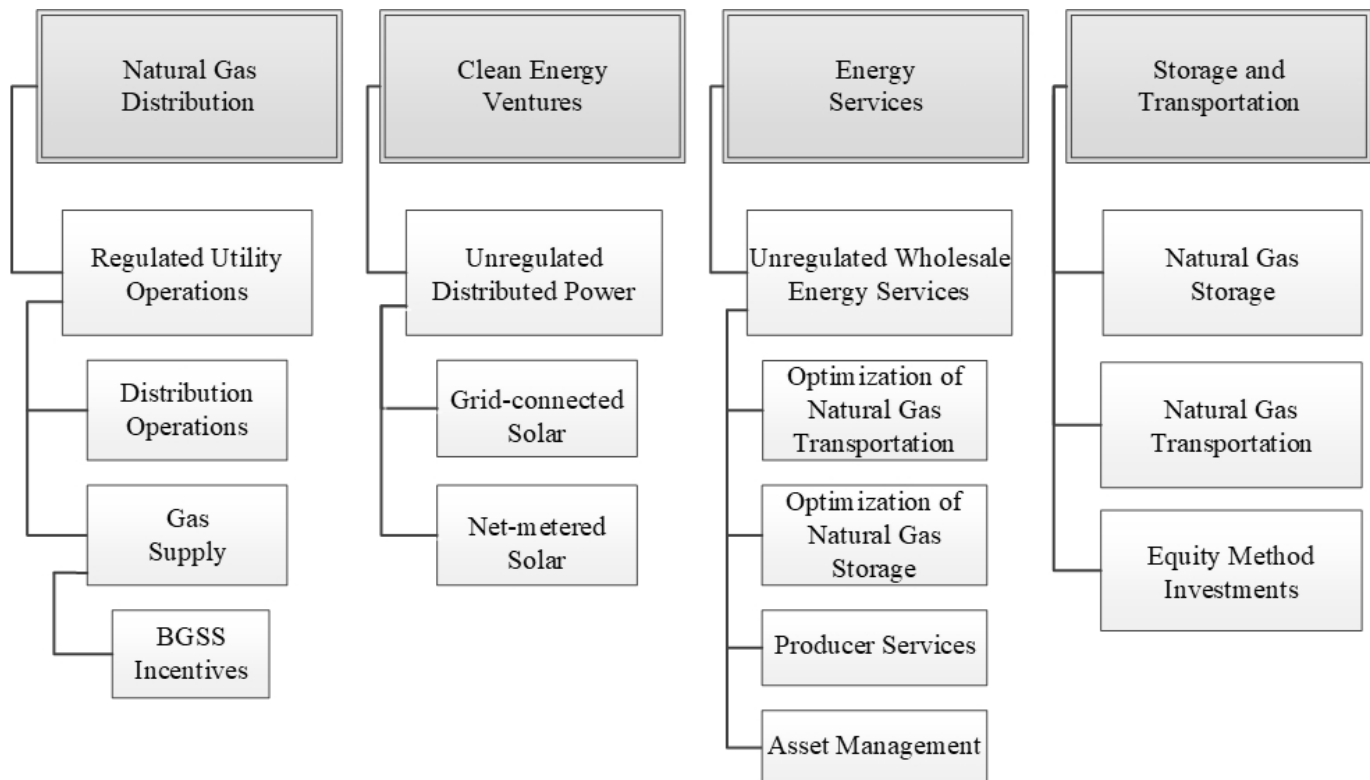 Natural Gas
Distribution
Regulated Utility
Operations
Distribution
Operations
Gas
Supply
BGSS
Incentives
Clean Energy
Ventures
Unregulated
Distributed Power
Grid-connected
Solar
Net-metered
Solar
Energy
Services
Unregulated Wholesale
Energy Services
Optimization of
Natural Gas
Transportation
Optimization of
Natural Gas
Storage
Producer Services
Asset Management
Storage and
Transportation
Natural Gas
Storage
Natural Gas
Transportation
Equity Method
Investments